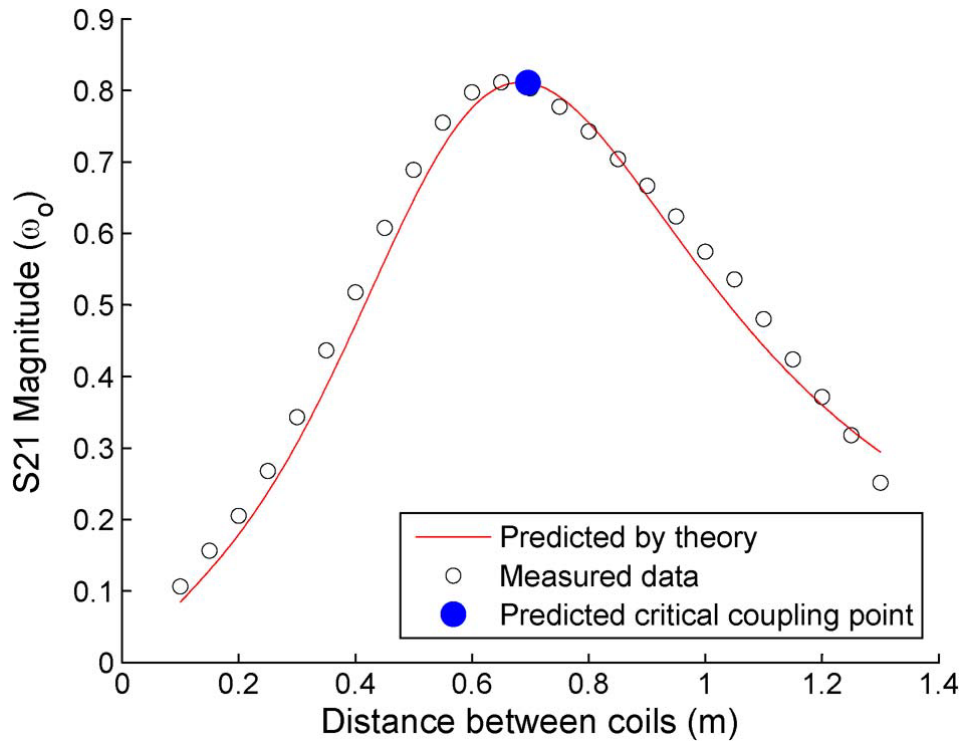 0.9
0.8
0.7
0.6
0.5
0.4
0.3
0.2
0.1
0
S21 Magnitude (ω₀)
Predicted by theory
Measured data
Predicted critical coupling point
0 0.2 0.4 0.6 0.8 1 1.2 1.4
Distance between coils (m)